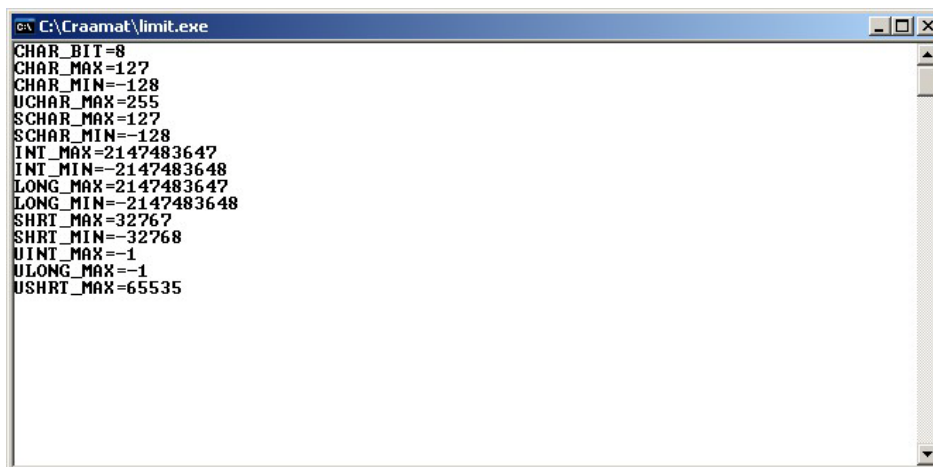 C:\Craamat\limit.exe
CHAR_BIT=8
CHAR_MAX=127
CHAR_MIN=-128
UCHAR_MAX=255
SCHAR_MAX=127
SCHAR_MIN=-128
INT_MAX=2147483647
INT_MIN=-2147483648
LONG_MAX=2147483647
LONG_MIN=-2147483648
SHRT_MAX=32767
SHRT_MIN=-32768
UINT_MAX=-1
ULONG_MAX=-1
USHRT_MAX=65535